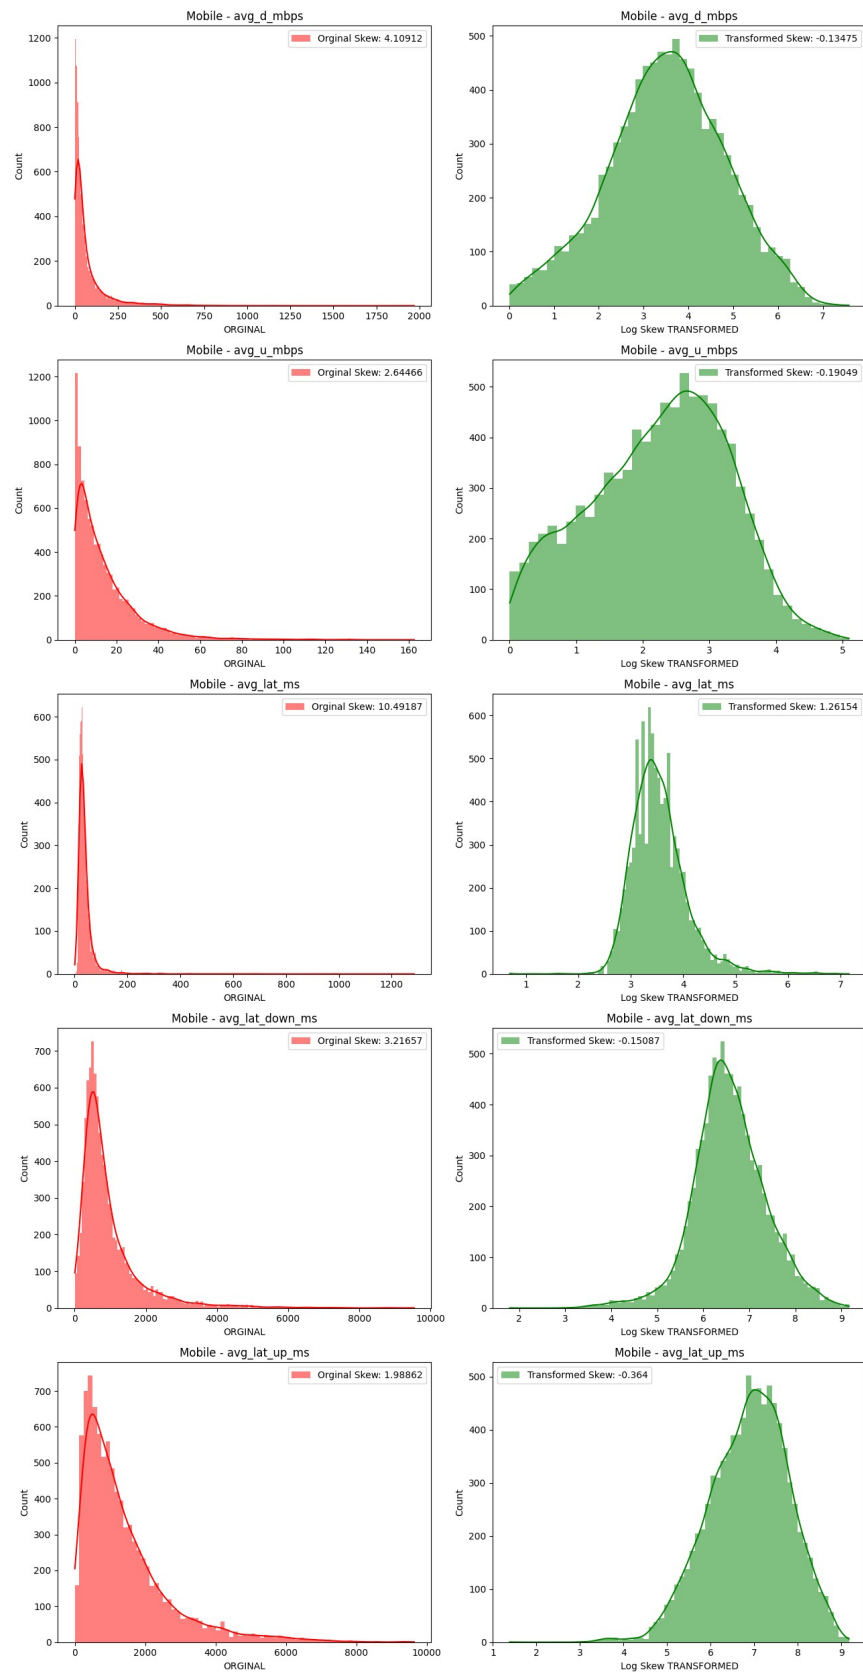 Mobile - avg_d_mbps
Orginal Skew: 4.10912
Count
1200
1000
800
600
400
200
0
0 250 500 750 1000 1250 1500 1750 2000
ORGINAL
Mobile - avg_d_mbps
Transformed Skew: -0.13475
Count
500
400
300
200
100
0
0 1 2 3 4 5 6 7
Log Skew TRANSFORMED
Mobile - avg_u_mbps
Orginal Skew: 2.64466
Count
1200
1000
800
600
400
200
0
0 20 40 60 80 100 120 140 160
ORGINAL
Mobile - avg_u_mbps
Transformed Skew: -0.19049
Count
500
400
300
200
100
0
0 1 2 3 4 5
Log Skew TRANSFORMED
Mobile - avg_lat_ms
Orginal Skew: 10.49187
Count
600
500
400
300
200
100
0
0 200 400 600 800 1000 1200
ORGINAL
Mobile - avg_lat_ms
Transformed Skew: 1.26154
Count
600
500
400
300
200
100
0
1 2 3 4 5 6 7
Log Skew TRANSFORMED
Mobile - avg_lat_down_ms
Orginal Skew: 3.21657
Count
700
600
500
400
300
200
100
0
0 2000 4000 6000 8000 10000
ORGINAL
Mobile - avg_lat_down_ms
Transformed Skew: -0.15087
Count
500
400
300
200
100
0
2 3 4 5 6 7 8 9
Log Skew TRANSFORMED
Mobile - avg_lat_up_ms
Orginal Skew: 1.98862
Count
700
600
500
400
300
200
100
0
0 2000 4000 6000 8000 10000
ORGINAL
Mobile - avg_lat_up_ms
Transformed Skew: -0.364
Count
500
400
300
200
100
0
1 2 3 4 5 6 7 8 9
Log Skew TRANSFORMED